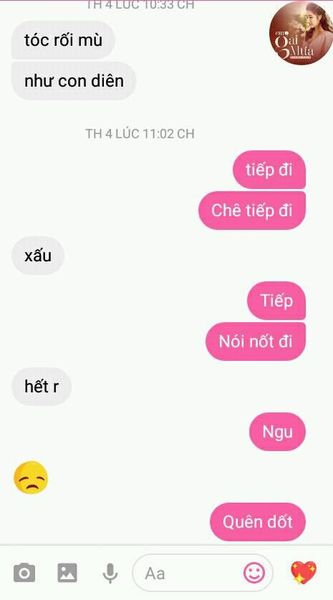 TH 4 LÚC 10:33 CH
tóc rối mù
như con diên
TH 4 LÚC 11:02 CH
tiếp đi
Chê tiếp đi
xấu
Tiếp
Nói nốt đi
hết r
Ngu
Quên dốt
Aa